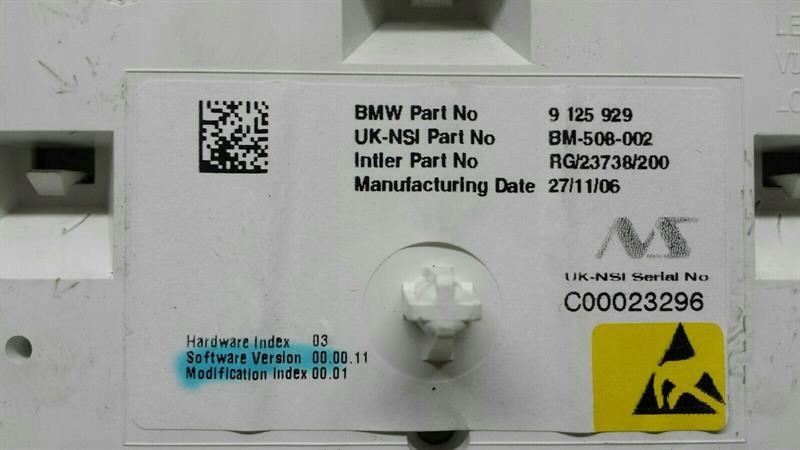 BMW Part No 9 125 929
UK-NSI Part No BM-508-002
Intier Part No RG/23738/200
Manufacturing Date 27/11/06
UK-NSI Serial No
C00023296
Hardware Index 03
Software Version 00.00.11
Modification Index 00.01